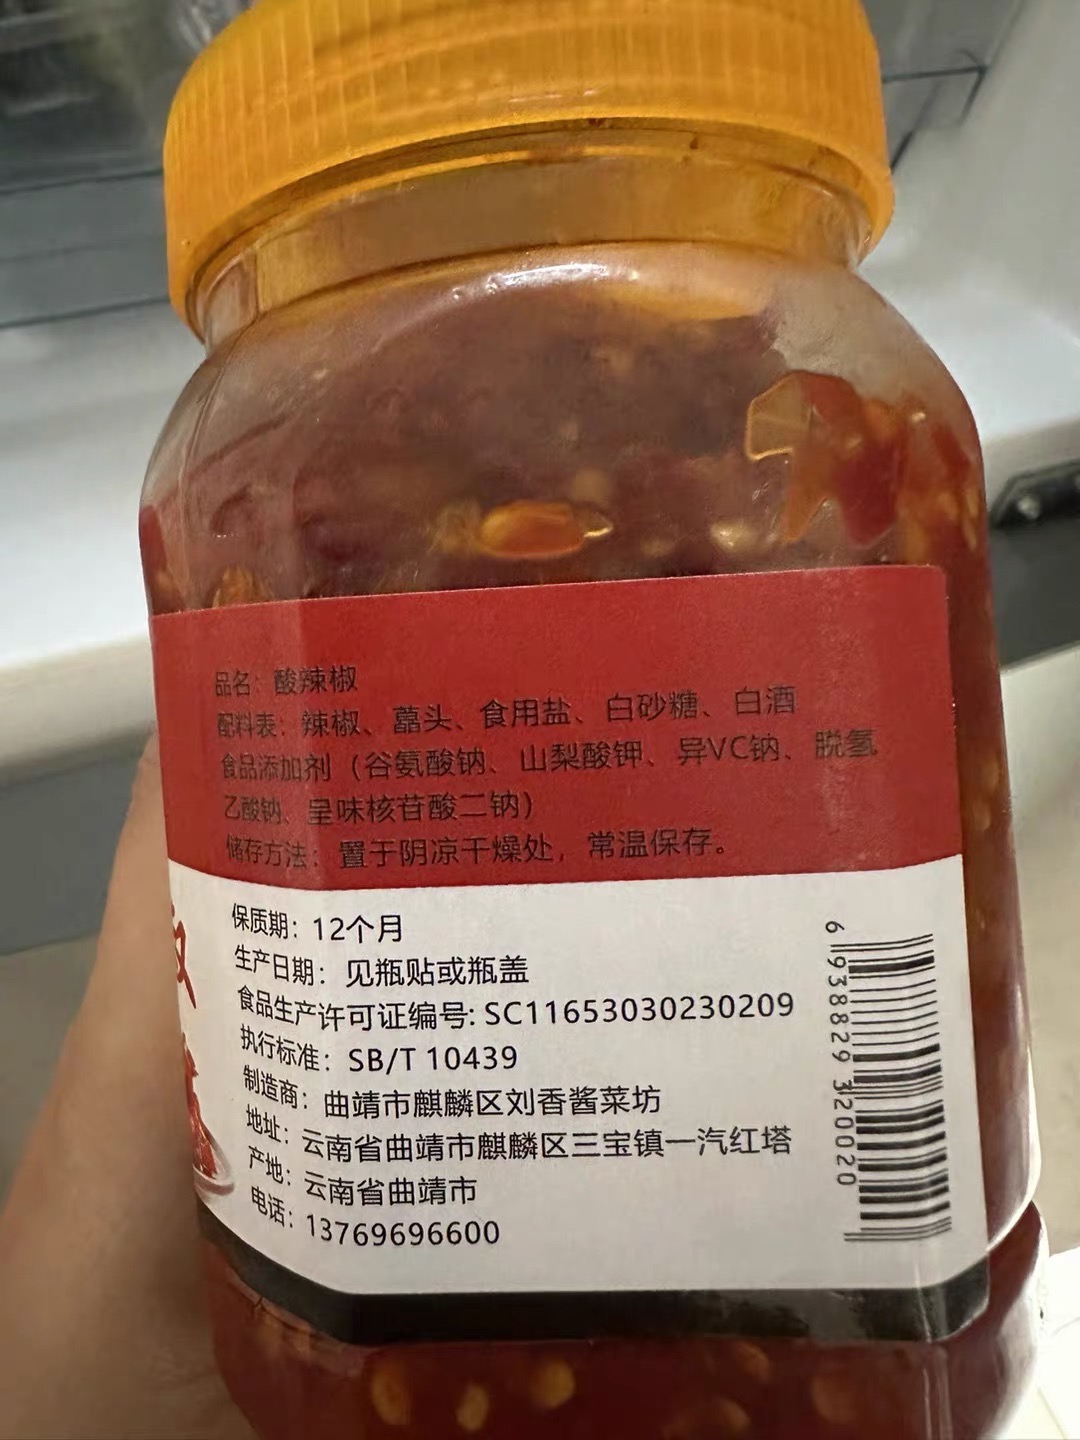 品名：酸辣椒
配料表：辣椒、藠头、食用盐、白砂糖、白酒
食品添加剂（谷氨酸钠、山梨酸钾、异VC钠、脱氢
乙酸钠、呈味核苷酸二钠）
储存方法：置于阴凉干燥处，常温保存。
保质期：12个月
生产日期：见瓶贴或瓶盖
食品生产许可证编号: SC11653030230209
执行标准：SB/T 10439
制造商：曲靖市麒麟区刘香酱菜坊
地址：云南省曲靖市麒麟区三宝镇一汽红塔
产地：云南省曲靖市
电话：13769696600
6 938829 320020